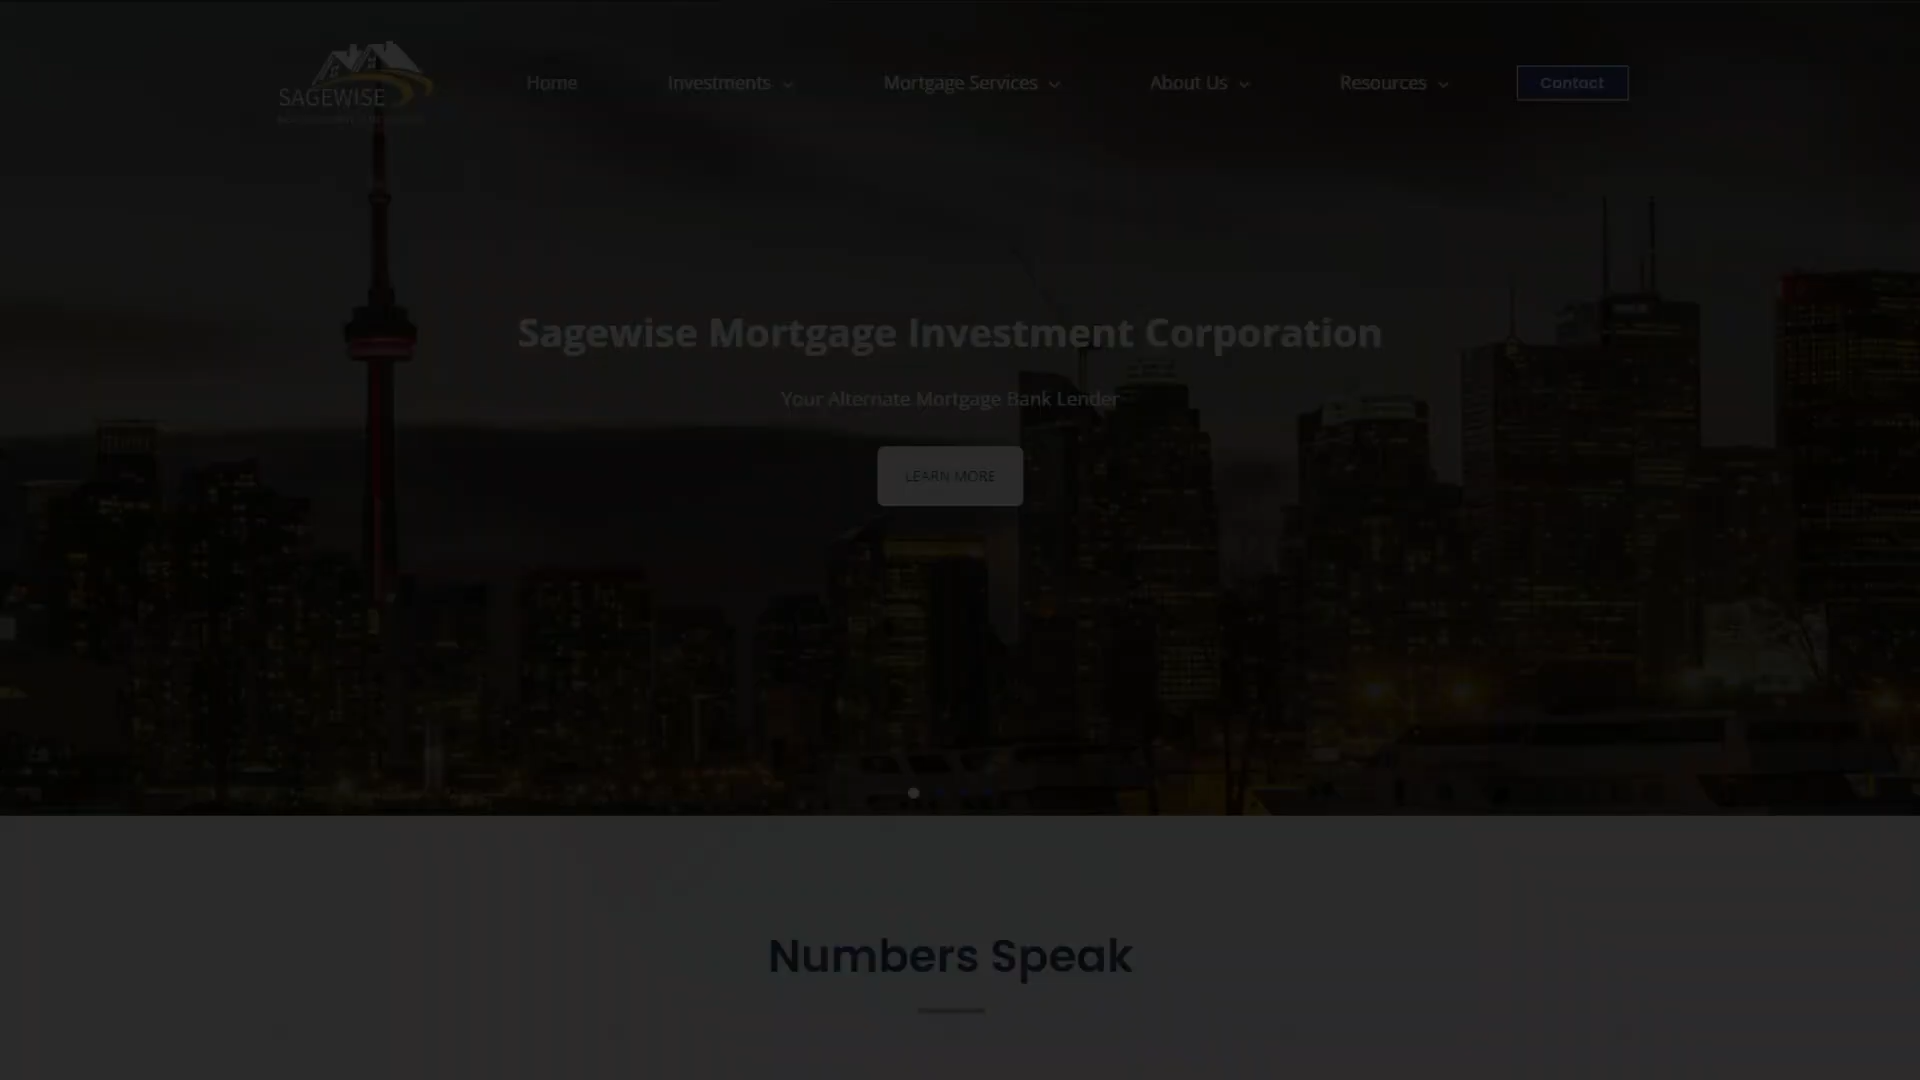 SAGEWISE
Home
Investments
Mortgage Services
About Us
Resources
Contact
Sagewise Mortgage Investment Corporation
Your Alternate Mortgage Bank Lender
LEARN MORE
Numbers Speak